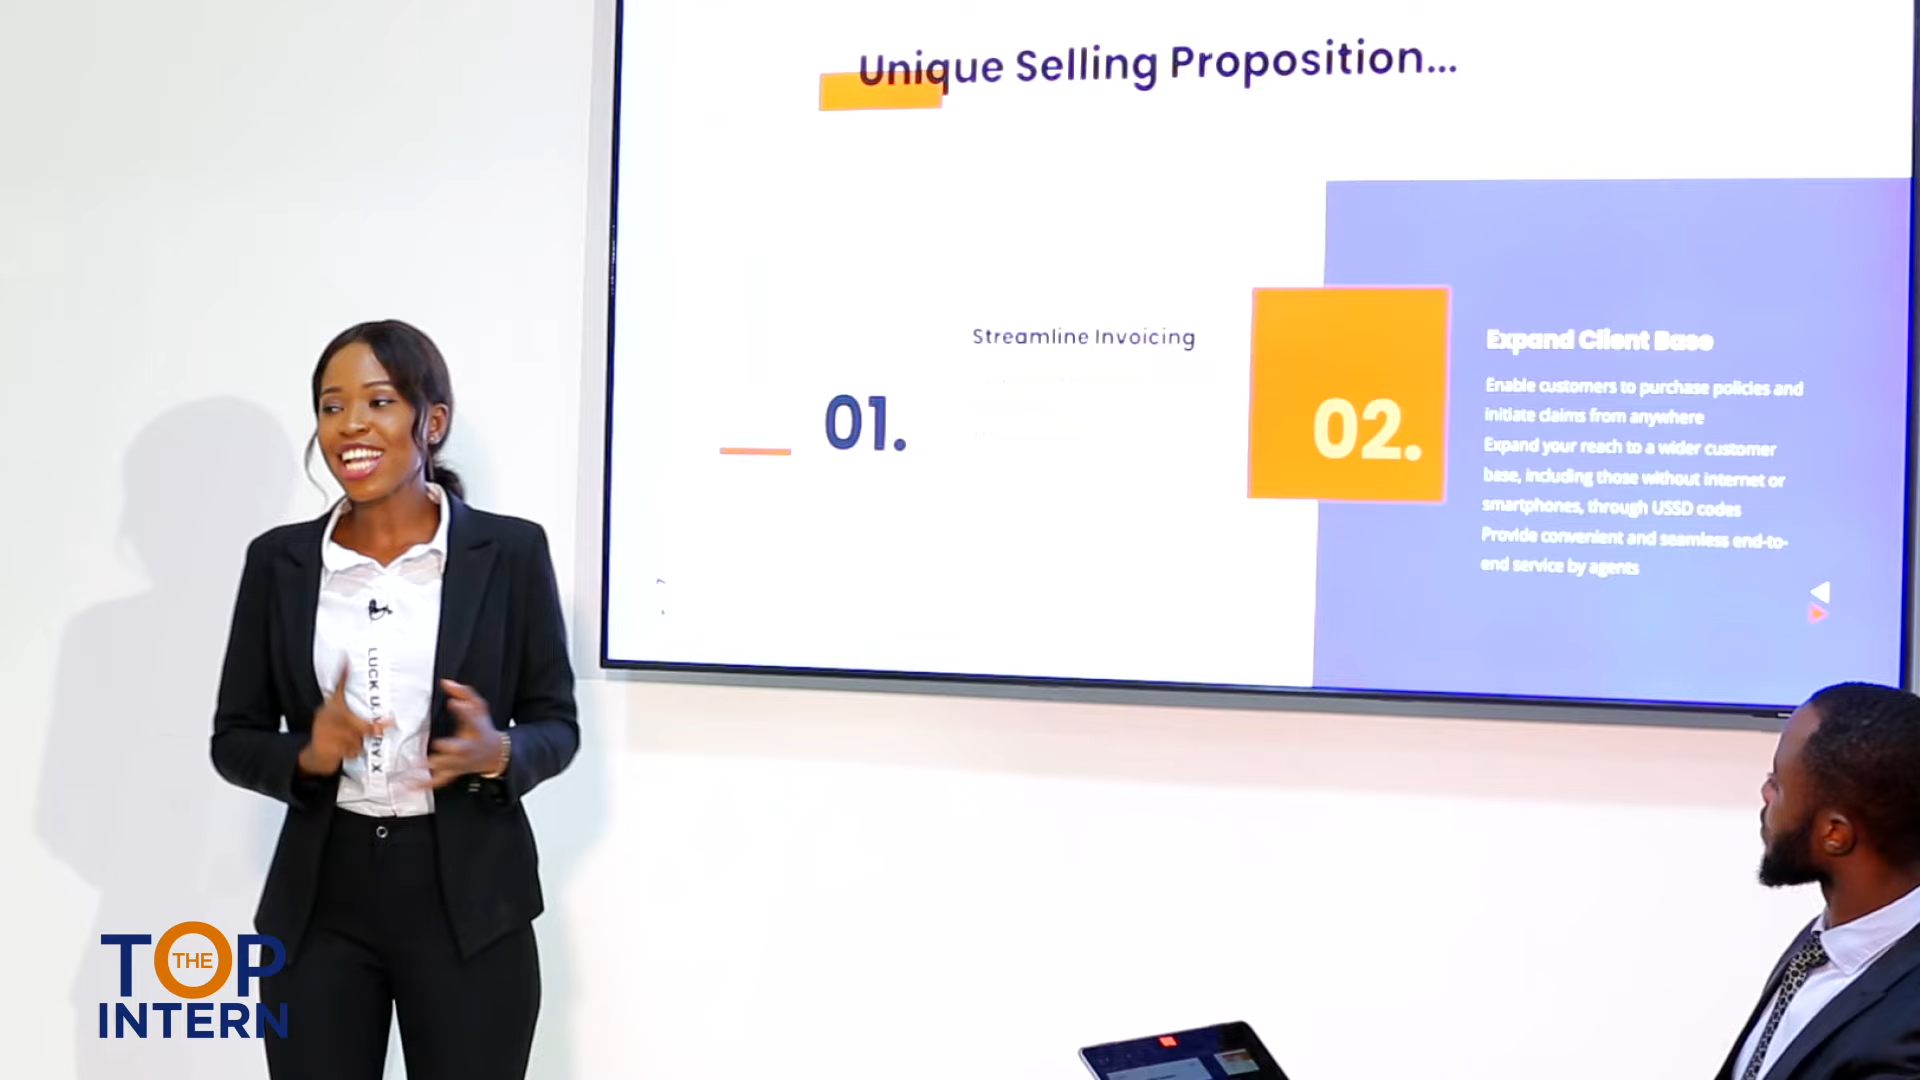 Unique Selling Proposition...
Streamline Invoicing
01.
02.
Expand Client Base
Enable customers to purchase policies and
initiate claims from anywhere
Expand your reach to a wider customer
base, including those without internet or
smartphones, through USSD codes
Provide convenient and seamless end-to-
end service by agents
LUCK
THE
TOP
INTERN